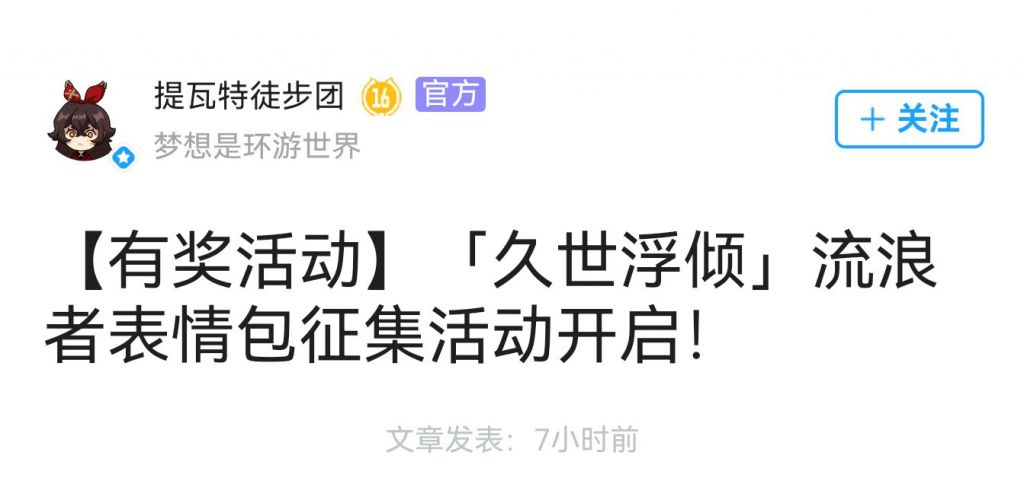 提瓦特徒步团 16 官方
梦想是环游世界
+ 关注
【有奖活动】「久世浮倾」流浪
者表情包征集活动开启！
文章发表：7小时前